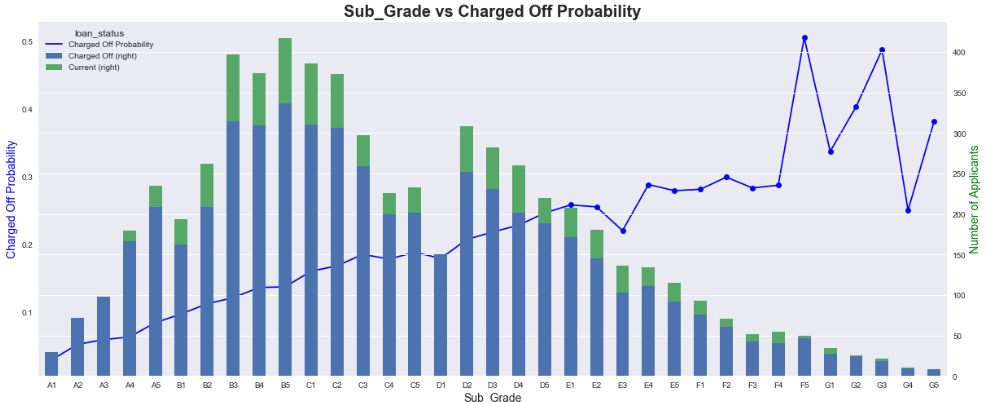 Sub_Grade vs Charged Off Probability
loan_status
Charged Off Probability
Charged Off (right)
Current (right)
0.5
0.4
0.3
0.2
0.1
Charged Off Probability
400
350
300
250
200
150
100
50
0
Number of Applicants
A1 A2 A3 A4 A5 B1 B2 B3 B4 B5 C1 C2 C3 C4 C5 D1 D2 D3 D4 D5 E1 E2 E3 E4 E5 F1 F2 F3 F4 F5 G1 G2 G3 G4 G5
Sub Grade